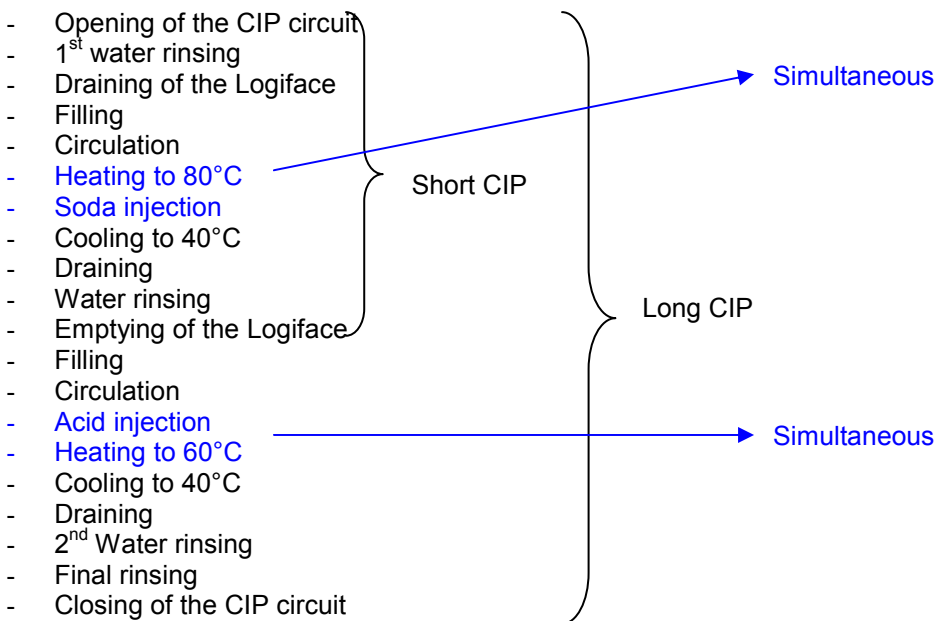 - Opening of the CIP circuit
- 1st water rinsing
- Draining of the Logiface
Simultaneous
- Filling
- Circulation
- Heating to 80°C
Short CIP
- Soda injection
- Cooling to 40°C
- Draining
- Water rinsing
Long CIP
- Emptying of the Logiface
- Filling
- Circulation
- Acid injection
Simultaneous
- Heating to 60°C
- Cooling to 40°C
- Draining
- 2nd Water rinsing
- Final rinsing
- Closing of the CIP circuit